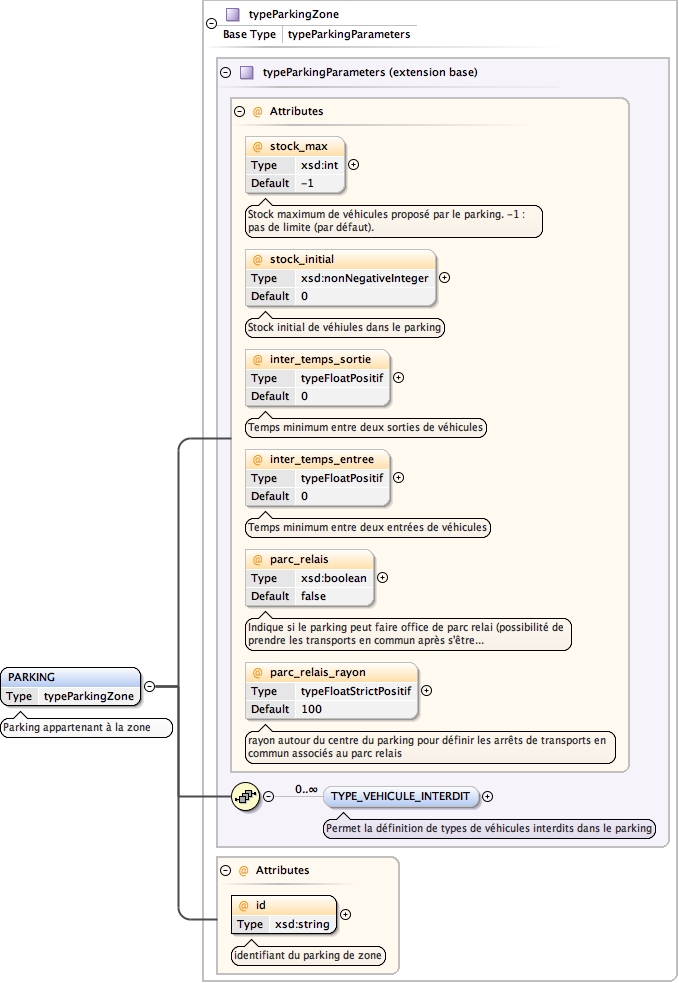 typeParkingZone
Base Type typeParkingParameters
typeParkingParameters (extension base)
@ Attributes
@ stock_max
Type xsd:int
Default -1
Stock maximum de véhicules proposé par le parking. -1 :
pas de limite (par défaut).
@ stock_initial
Type xsd:nonNegativeInteger
Default 0
Stock initial de véhiules dans le parking
@ inter_temps_sortie
Type typeFloatPositif
Default 0
Temps minimum entre deux sorties de véhicules
@ inter_temps_entree
Type typeFloatPositif
Default 0
Temps minimum entre deux entrées de véhicules
@ parc_relais
Type xsd:boolean
Default false
Indique si le parking peut faire office de parc relai (possibilité de
prendre les transports en commun après s'être...
@ parc_relais_rayon
Type typeFloatStrictPositif
Default 100
rayon autour du centre du parking pour définir les arrêts de transports en
commun associés au parc relais
PARKING
Type typeParkingZone
Parking appartenant à la zone
0..∞
TYPE_VEHICULE_INTERDIT
Permet la définition de types de véhicules interdits dans le parking
@ Attributes
@ id
Type xsd:string
identifiant du parking de zone